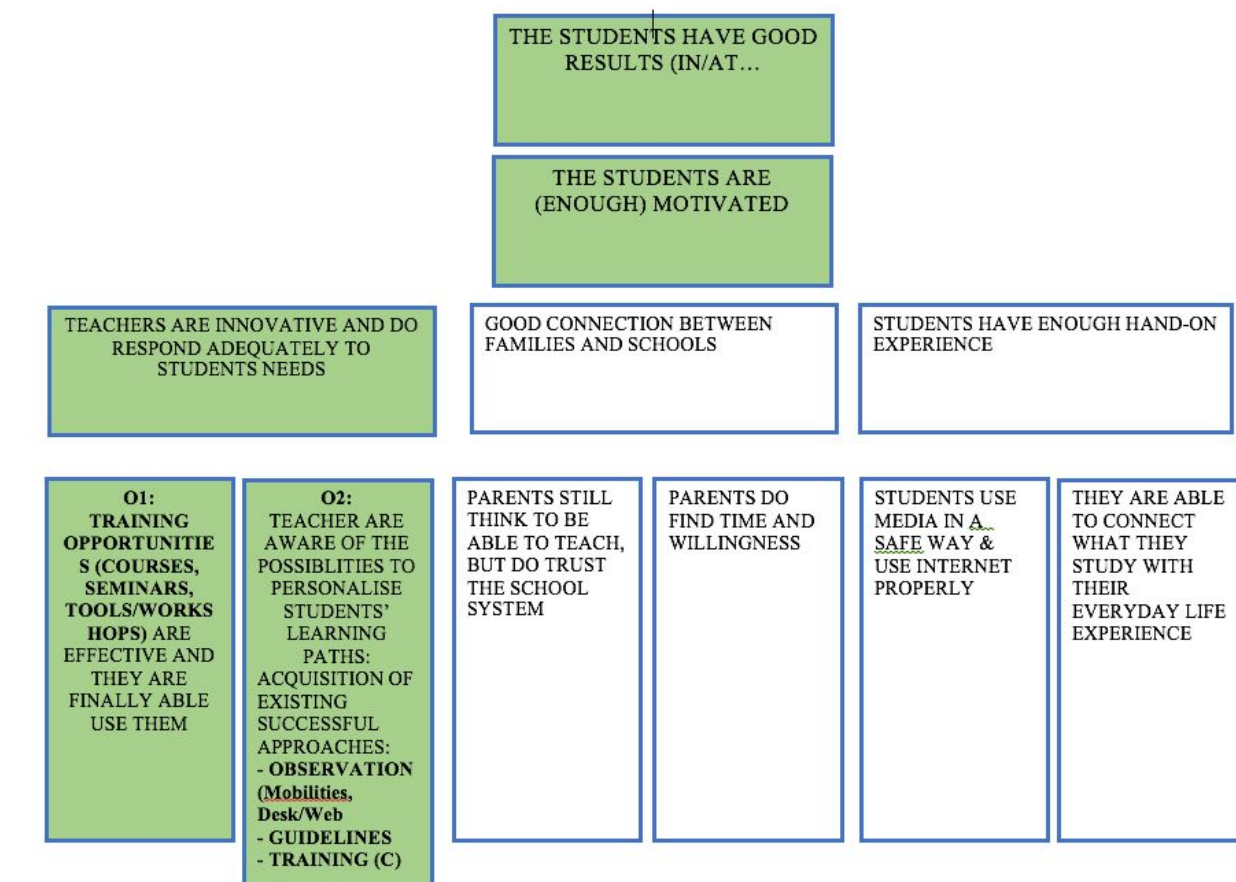 THE STUDENTS HAVE GOOD
RESULTS (IN/AT…
THE STUDENTS ARE
(ENOUGH) MOTIVATED
TEACHERS ARE INNOVATIVE AND DO
RESPOND ADEQUATELY TO
STUDENTS NEEDS
GOOD CONNECTION BETWEEN
FAMILIES AND SCHOOLS
STUDENTS HAVE ENOUGH HAND-ON
EXPERIENCE
O1:
TRAINING
OPPORTUNITIE
S (COURSES,
SEMINARS,
TOOLS/WORKS
HOPS) ARE
EFFECTIVE AND
THEY ARE
FINALLY ABLE
USE THEM
O2:
TEACHER ARE
AWARE OF THE
POSSIBLITIES TO
PERSONALISE
STUDENTS’
LEARNING
PATHS:
ACQUISITION OF
EXISTING
SUCCESSFUL
APPROACHES:
- OBSERVATION
(Mobilities,
Desk/Web
- GUIDELINES
- TRAINING (C)
PARENTS STILL
THINK TO BE
ABLE TO TEACH,
BUT DO TRUST
THE SCHOOL
SYSTEM
PARENTS DO
FIND TIME AND
WILLINGNESS
STUDENTS USE
MEDIA IN A
SAFE WAY &
USE INTERNET
PROPERLY
THEY ARE ABLE
TO CONNECT
WHAT THEY
STUDY WITH
THEIR
EVERYDAY LIFE
EXPERIENCE